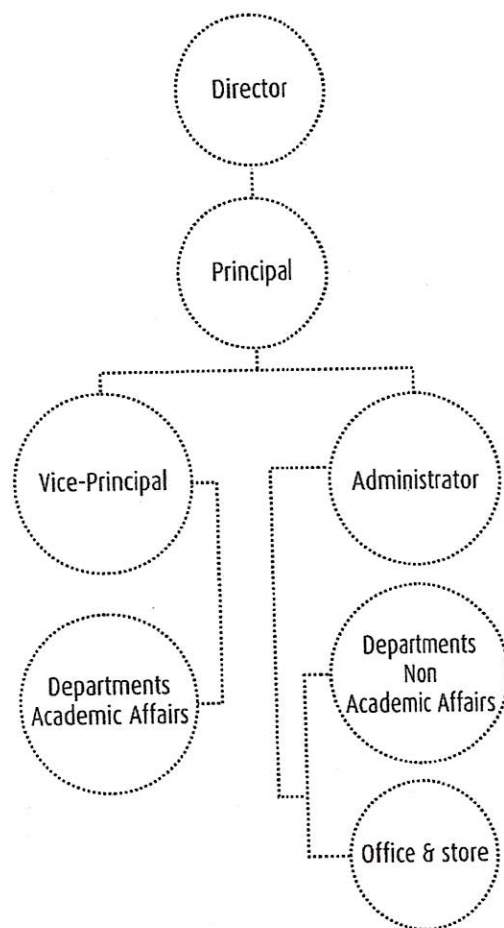 Director
Principal
Vice-Principal
Administrator
Departments
Academic Affairs
Departments
Non
Academic Affairs
Office & store